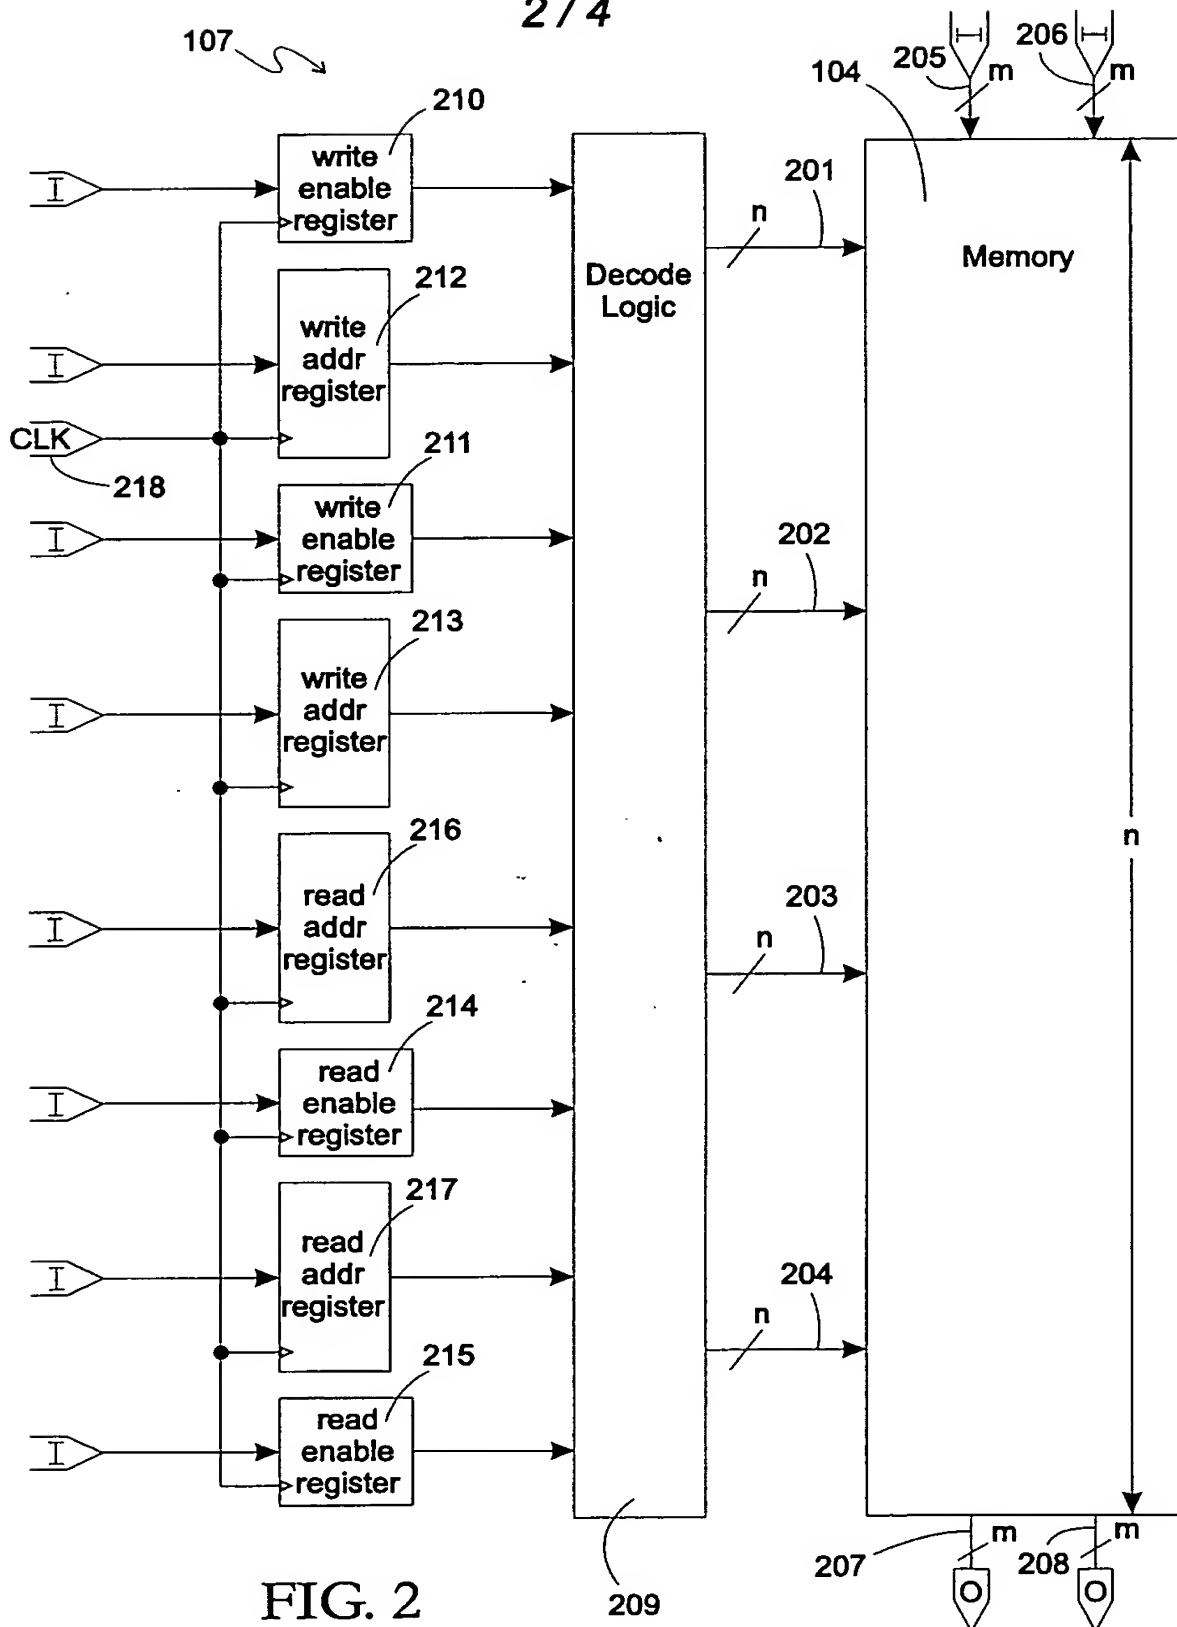 2/4
107
205
m
206
m
104
210
I
write
enable
register
201
n
Memory
Decode
Logic
212
I
write
addr
register
CLK
218
211
I
write
enable
register
202
n
213
I
write
addr
register
n
216
I
read
addr
register
203
n
214
I
read
enable
register
217
I
read
addr
register
204
n
215
I
read
enable
register
207
m
208
m
O
O
209
I
I
FIG. 2